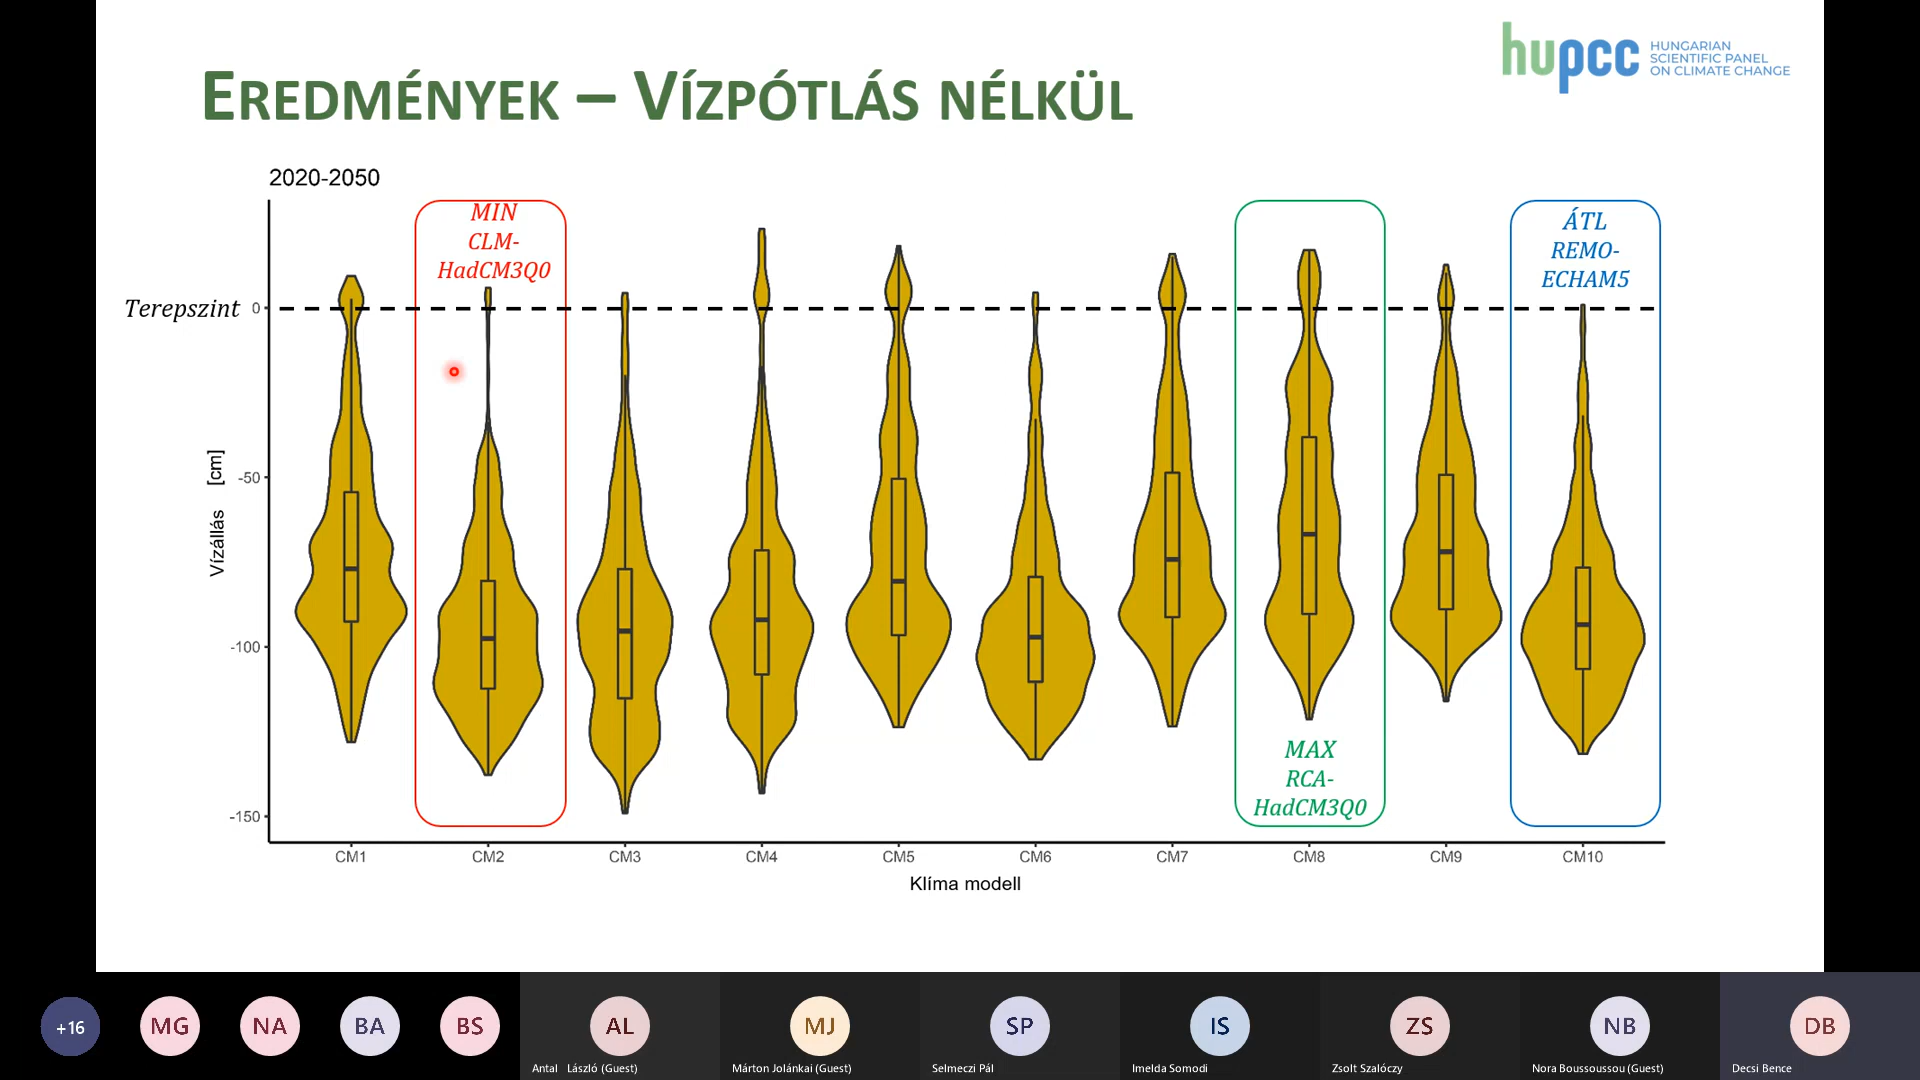 hupcc
HUNGARIAN
SCIENTIFIC PANEL
ON CLIMATE CHANGE
EREDMÉNYEK – VÍZPÓTLÁS NÉLKÜL
2020-2050
MIN
CLM-
HadCM3Q0
ÁTL
REMO-
ECHAM5
Terepszint
0
-50
-100
-150
Vízállás [cm]
MAX
RCA-
HadCM3Q0
CM1 CM2 CM3 CM4 CM5 CM6 CM7 CM8 CM9 CM10
Klíma modell
+16 MG NA BA BS AL MJ SP IS ZS NB DB
Antal László (Guest) Márton Jolánkai (Guest) Selmeczi Pál Imelda Somodi Zsolt Szalóczy Nora Boussoussou (Guest) Decsi Bence